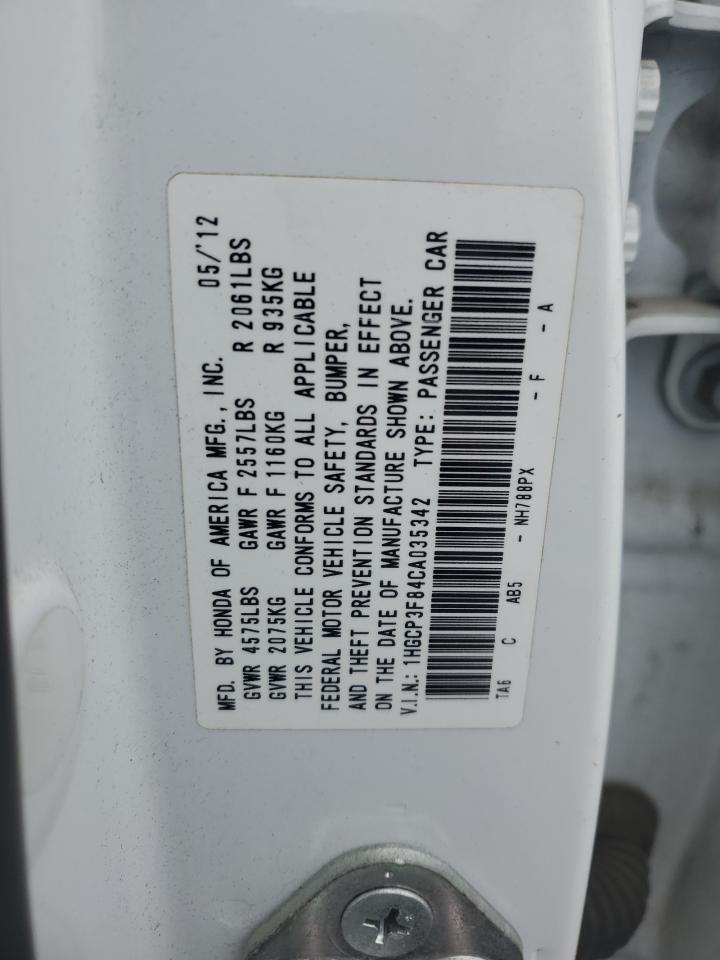 MFD. BY HONDA OF AMERICA MFG., INC. 05/'12
GVWR 4575LBS GAWR F 2557LBS R 2061LBS
GVWR 2075KG GAWR F 1160KG R 935KG
THIS VEHICLE CONFORMS TO ALL APPLICABLE
FEDERAL MOTOR VEHICLE SAFETY, BUMPER,
AND THEFT PREVENTION STANDARDS IN EFFECT
ON THE DATE OF MANUFACTURE SHOWN ABOVE.
V.I.N.: 1HGCP3F84CA035342 TYPE: PASSENGER CAR
TA6 C AB5 - NH788PX - F - A